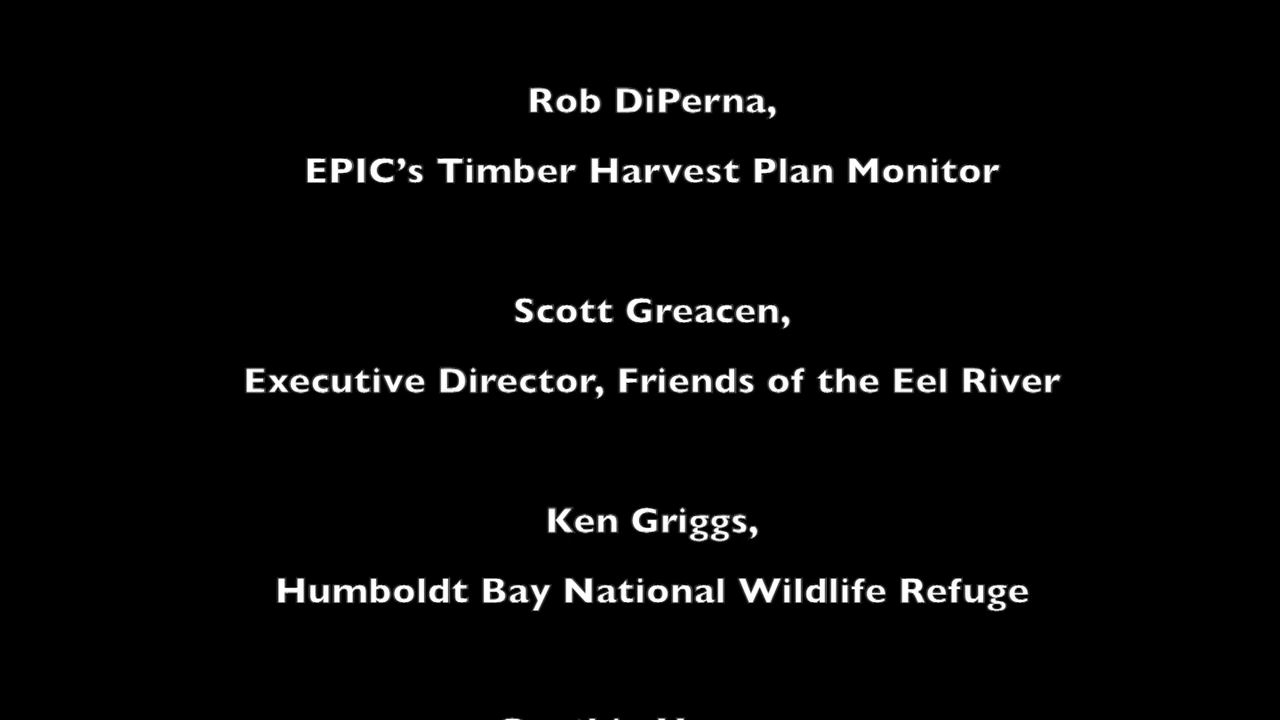 Rob DiPerna,
EPIC’s Timber Harvest Plan Monitor
Scott Greacen,
Executive Director, Friends of the Eel River
Ken Griggs,
Humboldt Bay National Wildlife Refuge